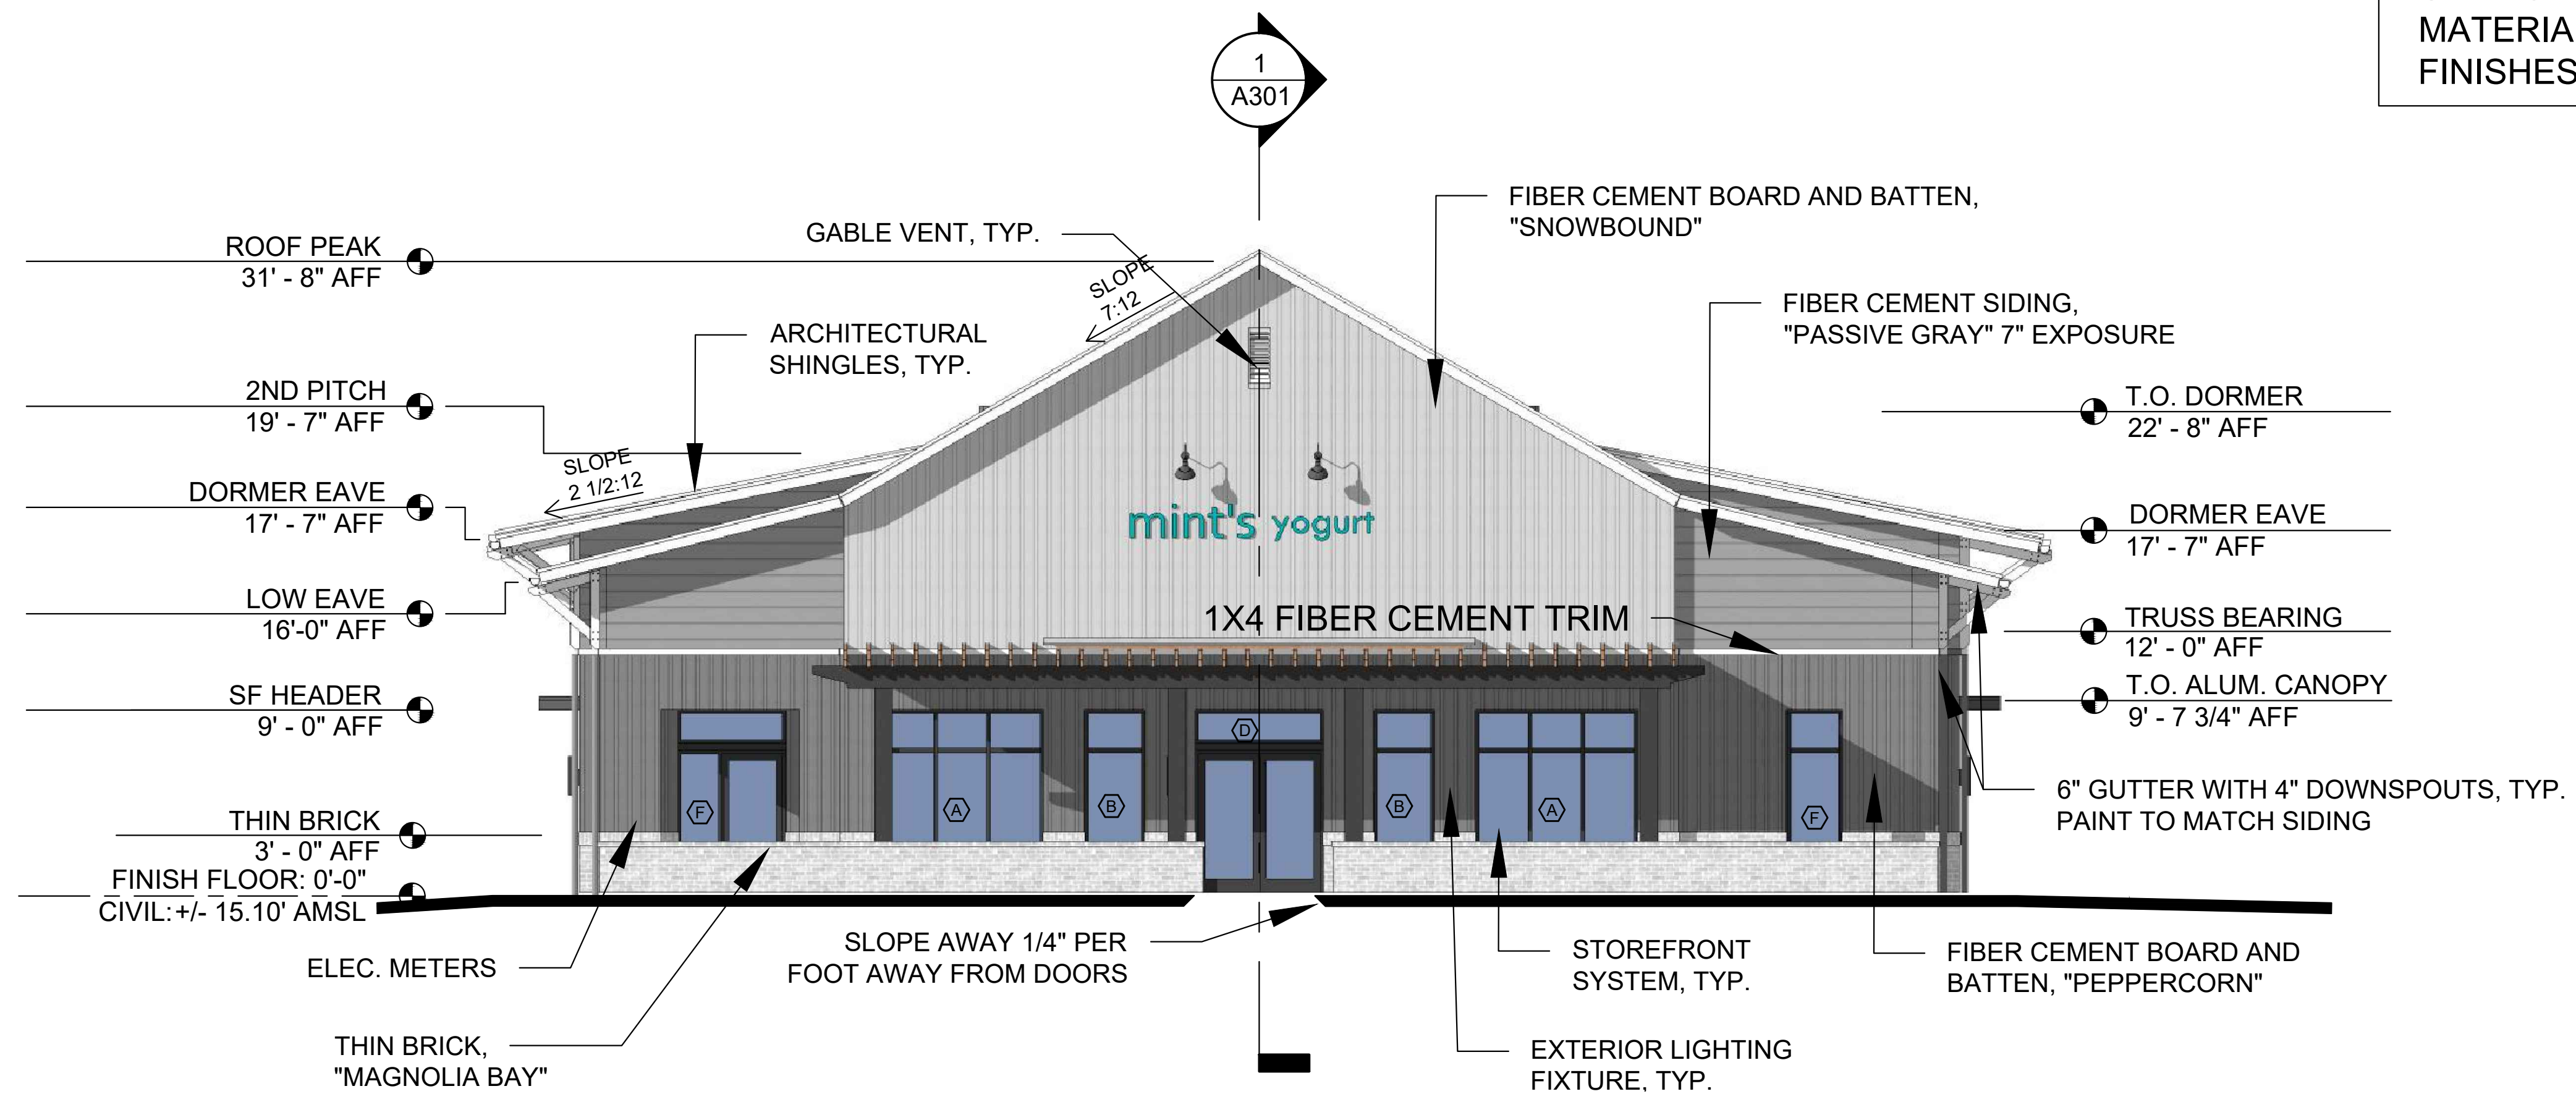 MATERIA
FINISHES
1
A301
FIBER CEMENT BOARD AND BATTEN,
"SNOWBOUND"
GABLE VENT, TYP.
ROOF PEAK
31' - 8" AFF
SLOPE
7:12
FIBER CEMENT SIDING,
"PASSIVE GRAY" 7" EXPOSURE
ARCHITECTURAL
SHINGLES, TYP.
2ND PITCH
19' - 7" AFF
T.O. DORMER
22' - 8" AFF
SLOPE
2 1/2:12
DORMER EAVE
17' - 7" AFF
mint's yogurt
DORMER EAVE
17' - 7" AFF
LOW EAVE
16'-0" AFF
1X4 FIBER CEMENT TRIM
TRUSS BEARING
12' - 0" AFF
SF HEADER
9' - 0" AFF
T.O. ALUM. CANOPY
9' - 7 3/4" AFF
D
F
A
B
B
A
F
6" GUTTER WITH 4" DOWNSPOUTS, TYP.
PAINT TO MATCH SIDING
THIN BRICK
3' - 0" AFF
FINISH FLOOR: 0'-0"
CIVIL:+/- 15.10' AMSL
ELEC. METERS
SLOPE AWAY 1/4" PER
FOOT AWAY FROM DOORS
STOREFRONT
SYSTEM, TYP.
FIBER CEMENT BOARD AND
BATTEN, "PEPPERCORN"
THIN BRICK,
"MAGNOLIA BAY"
EXTERIOR LIGHTING
FIXTURE, TYP.